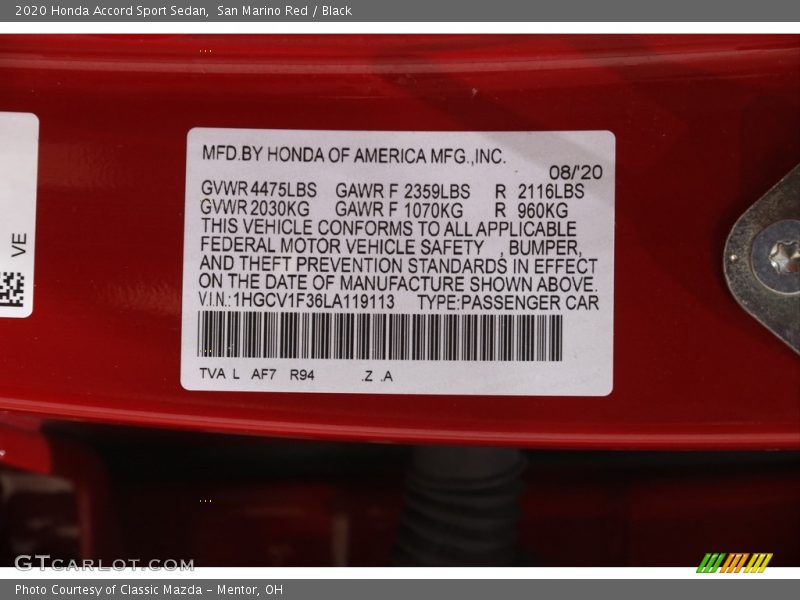 2020 Honda Accord Sport Sedan, San Marino Red / Black
MFD.BY HONDA OF AMERICA MFG.,INC.
08/'20
GVWR 4475LBS GAWR F 2359LBS R 2116LBS
GVWR 2030KG GAWR F 1070KG R 960KG
THIS VEHICLE CONFORMS TO ALL APPLICABLE
FEDERAL MOTOR VEHICLE SAFETY , BUMPER,
AND THEFT PREVENTION STANDARDS IN EFFECT
ON THE DATE OF MANUFACTURE SHOWN ABOVE.
V.I.N.:1HGCV1F36LA119113 TYPE:PASSENGER CAR
TVA L AF7 R94 .Z .A
VE
GTCARLOT.COM
Photo Courtesy of Classic Mazda - Mentor, OH